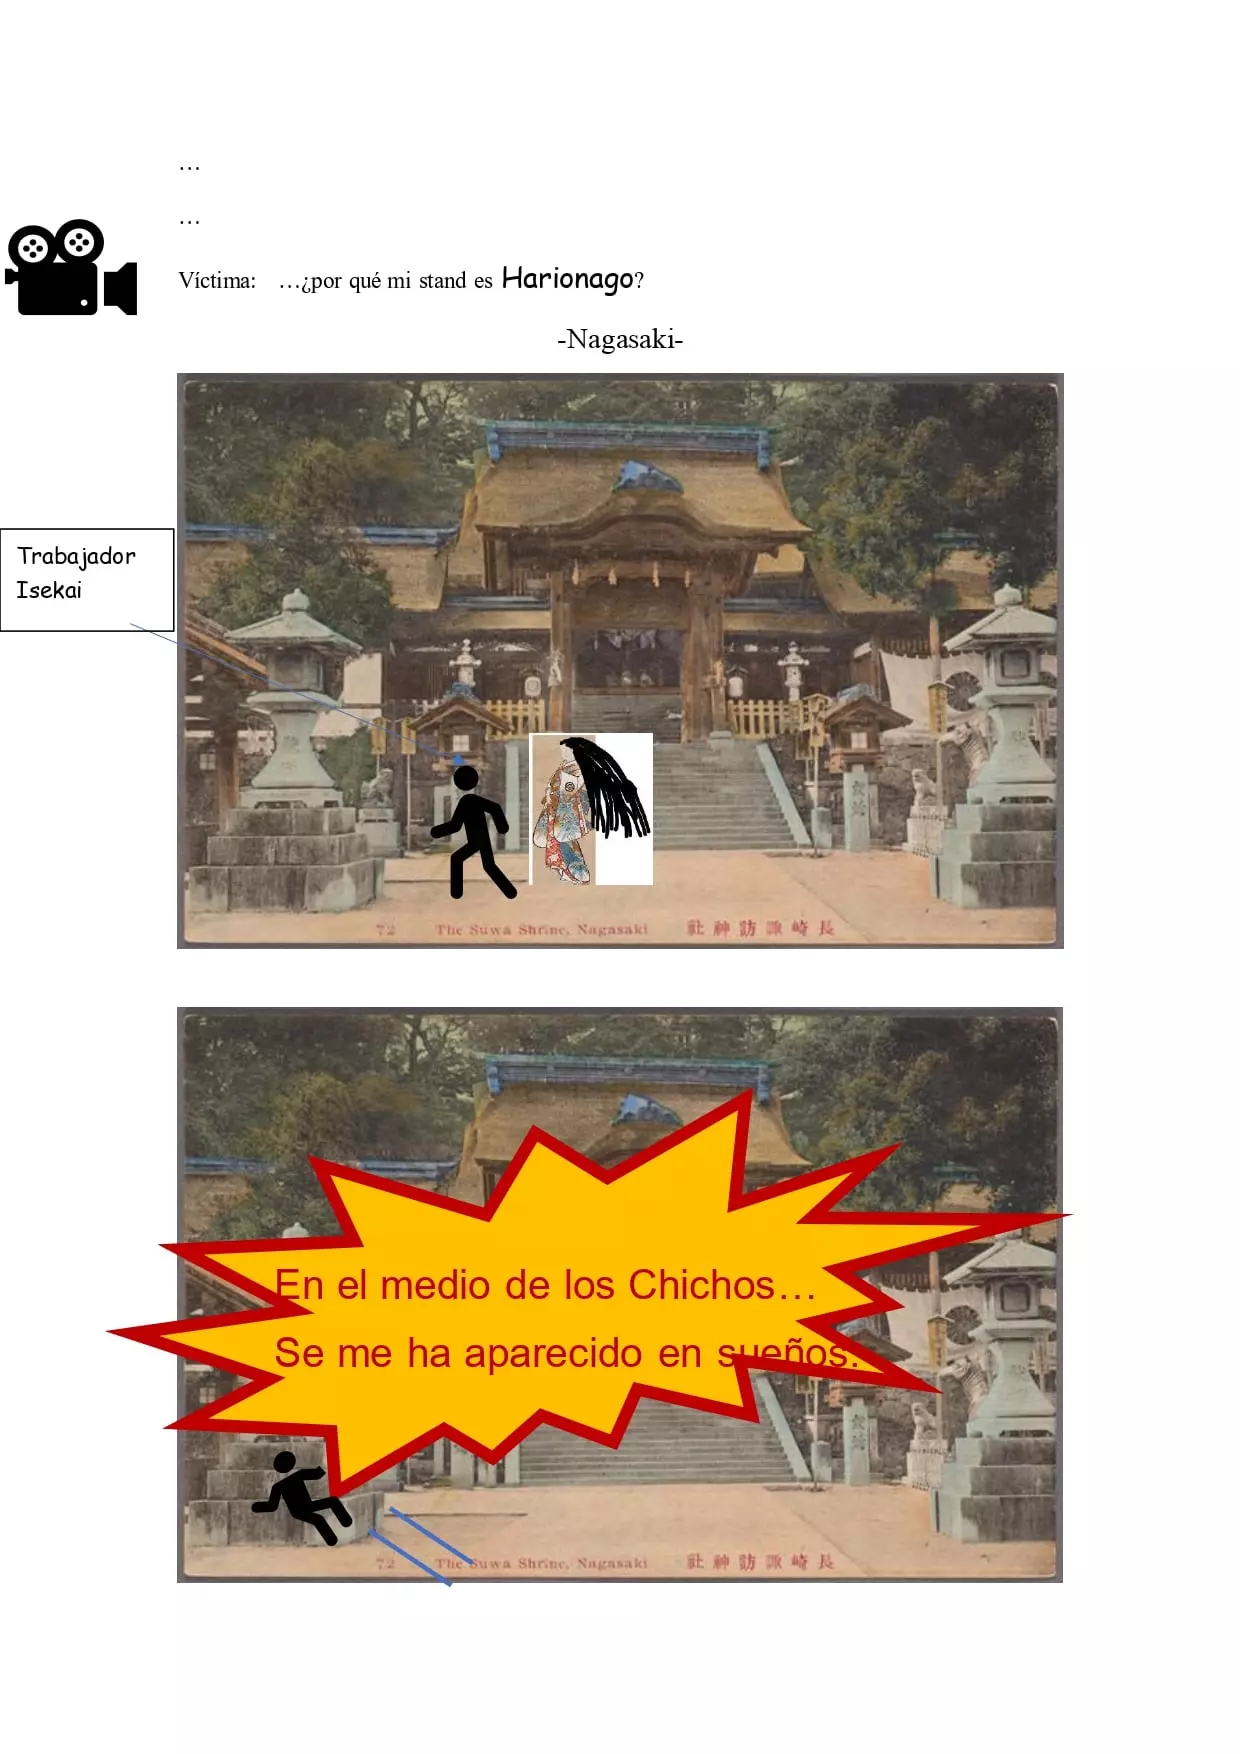 …
…
Víctima: …¿por qué mi stand es Harionago?
-Nagasaki-
Trabajador
Isekai
72 The Suwa Shrine, Nagasaki 社神訪諏崎長
En el medio de los Chichos…
Se me ha aparecido en sueños.
72 The Suwa Shrine, Nagasaki 社神訪諏崎長